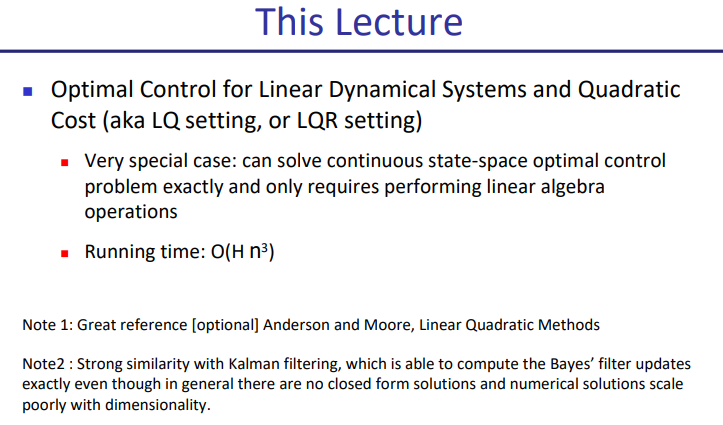 This Lecture
Optimal Control for Linear Dynamical Systems and Quadratic
Cost (aka LQ setting, or LQR setting)
Very special case: can solve continuous state-space optimal control
problem exactly and only requires performing linear algebra
operations
Running time: O(H n³)
Note 1: Great reference [optional] Anderson and Moore, Linear Quadratic Methods
Note2 : Strong similarity with Kalman filtering, which is able to compute the Bayes’ filter updates
exactly even though in general there are no closed form solutions and numerical solutions scale
poorly with dimensionality.